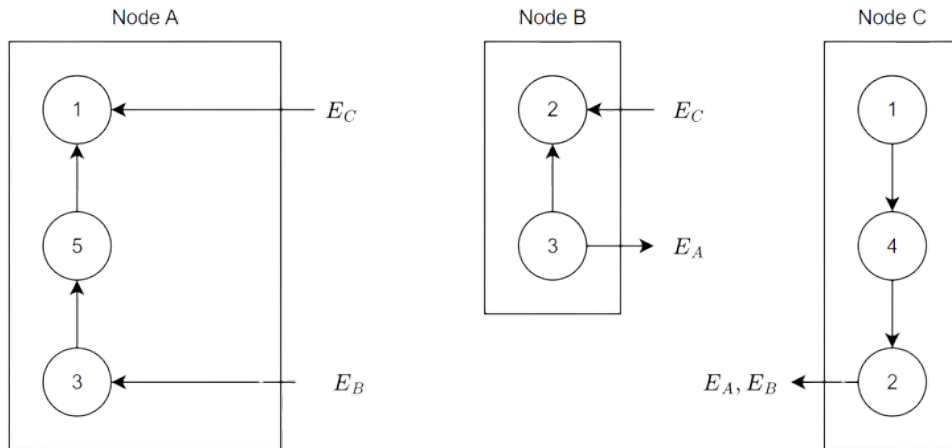 Node A
Node B
Node C
1
E_C
2
E_C
1
5
3
E_A
4
3
E_B
E_A, E_B
2